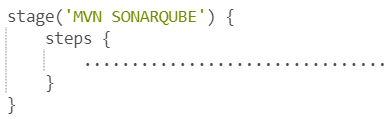 stage('MVN SONARQUBE') {
    steps {
        ................................
    }
}